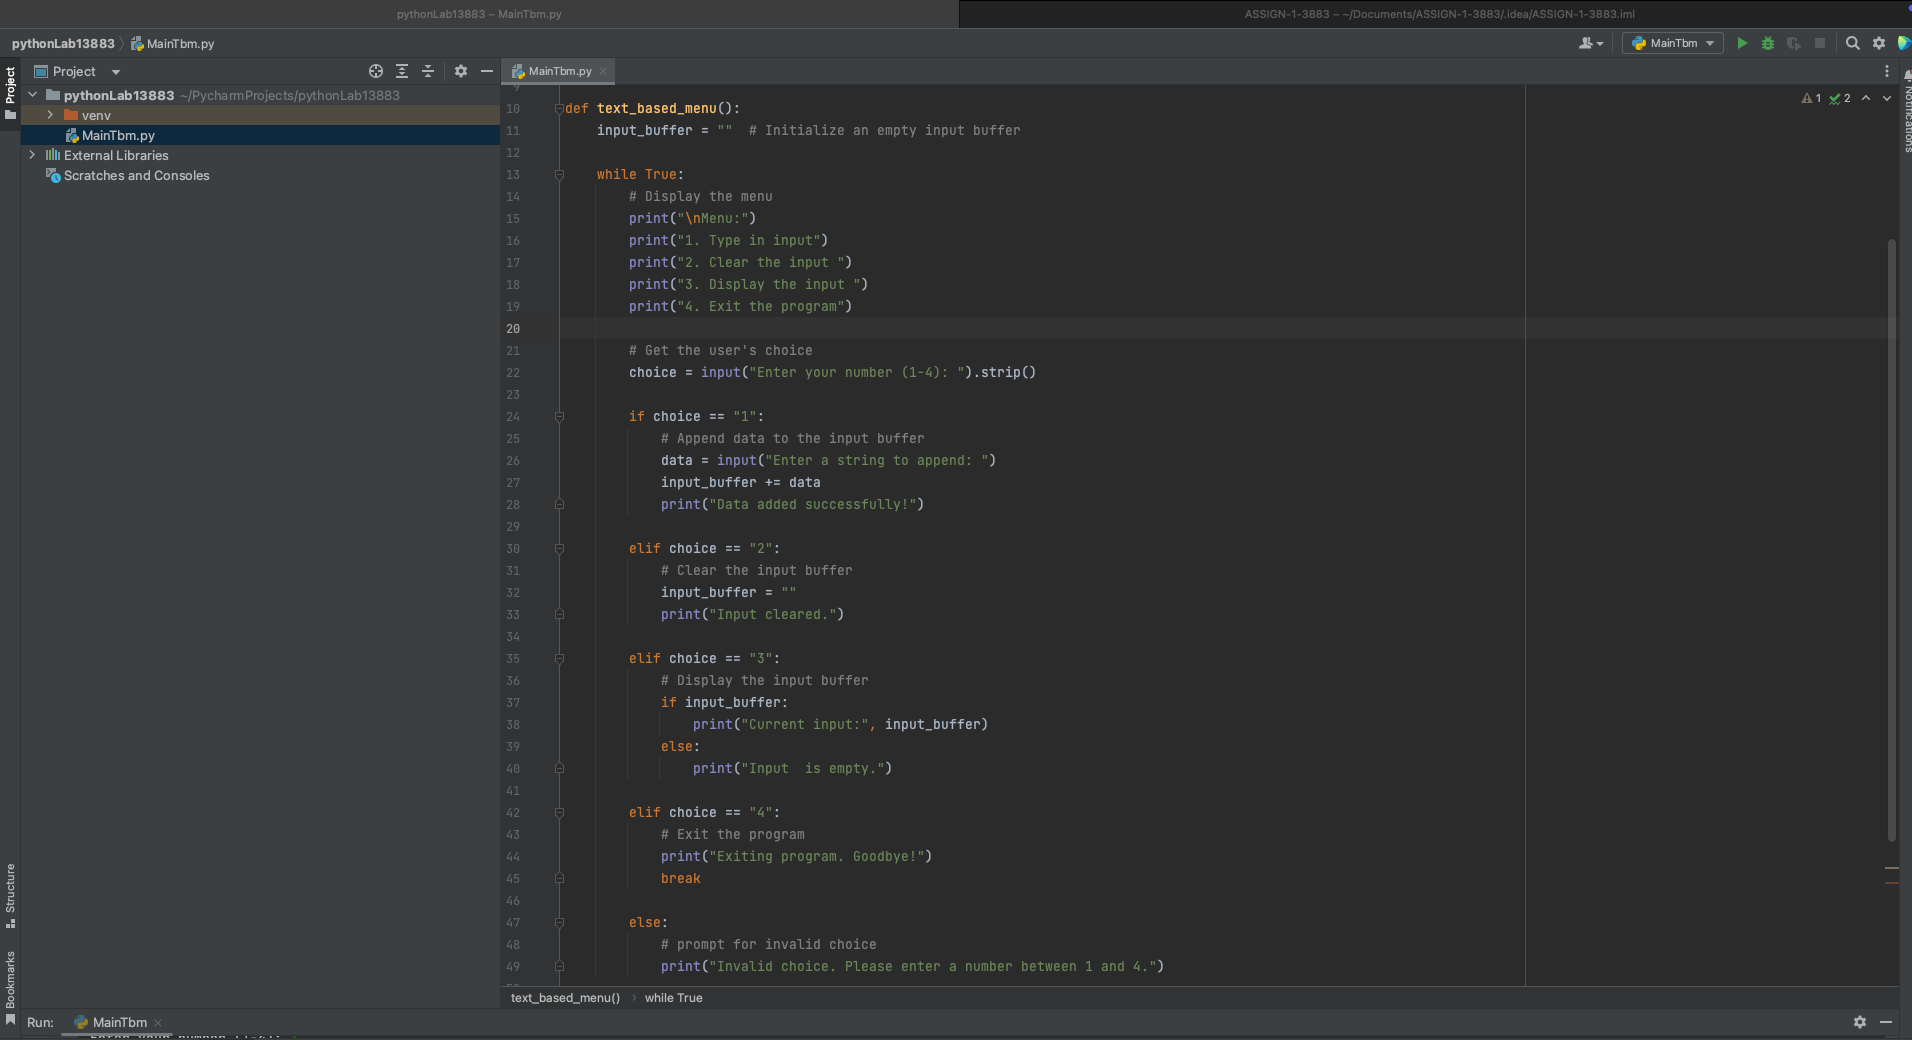 pythonLab13883 – MainTbm.py
ASSIGN-1-3883 – ~/Documents/ASSIGN-1-3883/.idea/ASSIGN-1-3883.iml
pythonLab13883 MainTbm.py
MainTbm
Project
Project
MainTbm.py
pythonLab13883 ~/PycharmProjects/pythonLab13883
venv
MainTbm.py
External Libraries
Scratches and Consoles
Structure
Bookmarks
Notifications
1 2
9
10 def text_based_menu():
11 input_buffer = "" # Initialize an empty input buffer
12
13 while True:
14 # Display the menu
15 print("\nMenu:")
16 print("1. Type in input")
17 print("2. Clear the input ")
18 print("3. Display the input ")
19 print("4. Exit the program")
20
21 # Get the user's choice
22 choice = input("Enter your number (1-4): ").strip()
23
24 if choice == "1":
25 # Append data to the input buffer
26 data = input("Enter a string to append: ")
27 input_buffer += data
28 print("Data added successfully!")
29
30 elif choice == "2":
31 # Clear the input buffer
32 input_buffer = ""
33 print("Input cleared.")
34
35 elif choice == "3":
36 # Display the input buffer
37 if input_buffer:
38 print("Current input:", input_buffer)
39 else:
40 print("Input  is empty.")
41
42 elif choice == "4":
43 # Exit the program
44 print("Exiting program. Goodbye!")
45 break
46
47 else:
48 # prompt for invalid choice
49 print("Invalid choice. Please enter a number between 1 and 4.")
text_based_menu() while True
Run: MainTbm